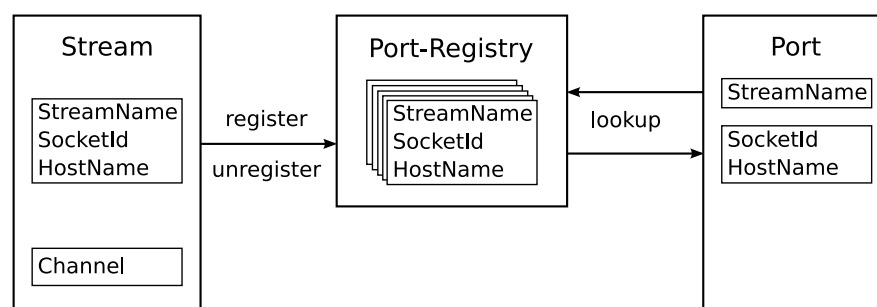 Stream
StreamName
SocketId
HostName
Channel
register
unregister
Port-Registry
StreamName
SocketId
HostName
lookup
Port
StreamName
SocketId
HostName